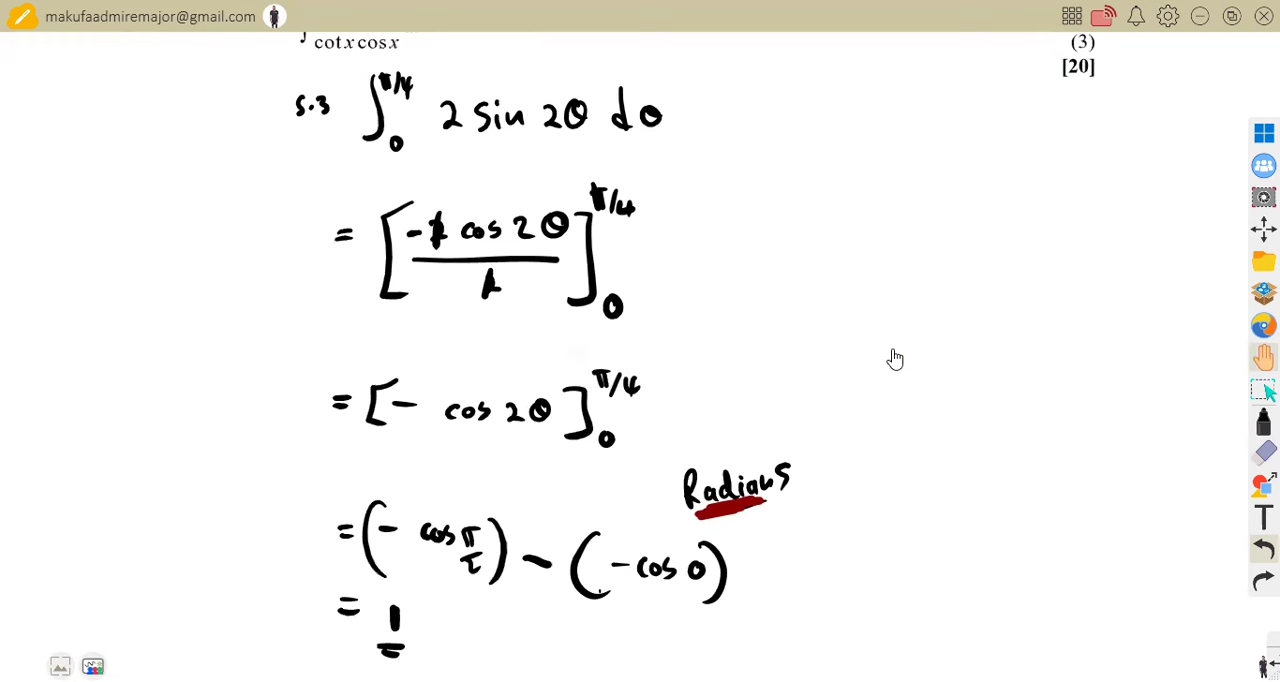 makufaadmiremajor@gmail.com
∫ cot x cos x
(3)
[20]
5.3 ∫₀^π/4 2 sin 2θ dθ
= [-2 cos 2θ / 2]₀^π/4
= [- cos 2θ]₀^π/4
Radians
= (- cos π/2) - (-cos 0)
= 1